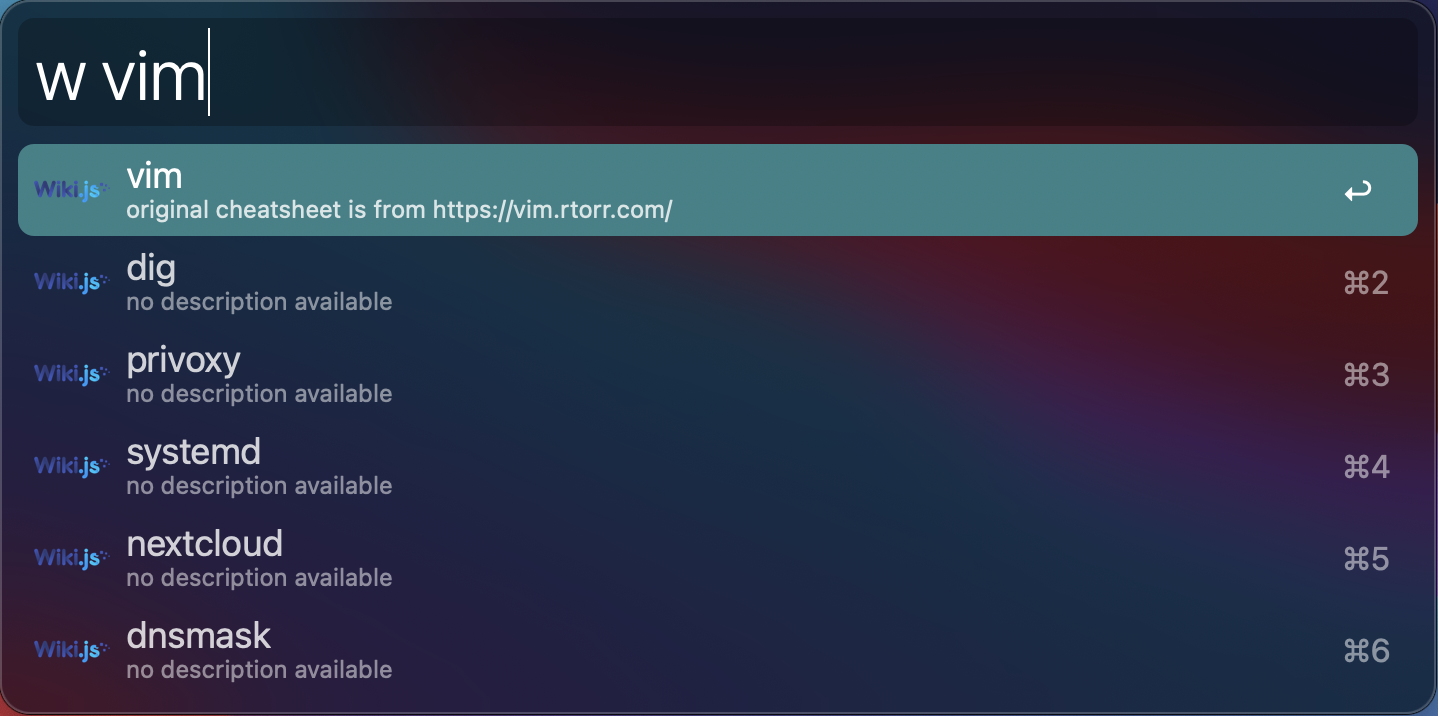 w vim
Wiki.js
vim
original cheatsheet is from https://vim.rtorr.com/
Wiki.js
dig
no description available
⌘2
Wiki.js
privoxy
no description available
⌘3
Wiki.js
systemd
no description available
⌘4
Wiki.js
nextcloud
no description available
⌘5
Wiki.js
dnsmask
no description available
⌘6